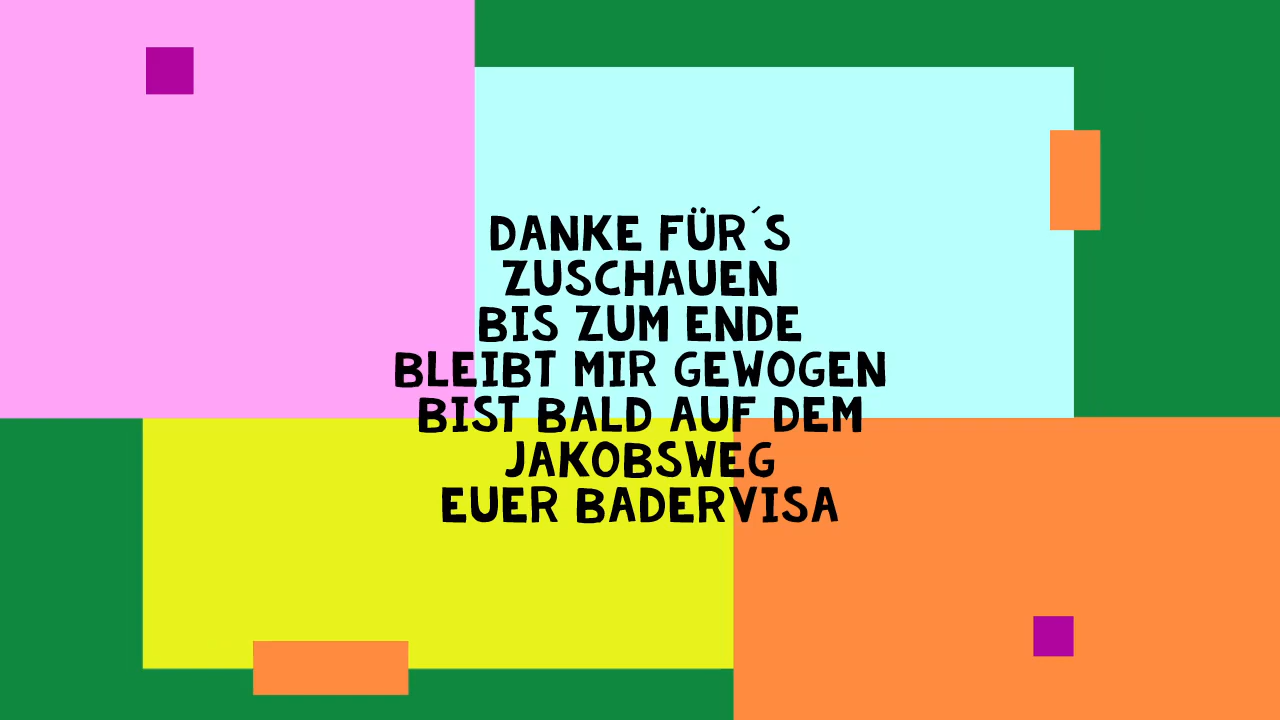 DANKE FÜR´S
ZUSCHAUEN
BIS ZUM ENDE
BLEIBT MIR GEWOGEN
BIST BALD AUF DEM
JAKOBSWEG
EUER BADERVISA